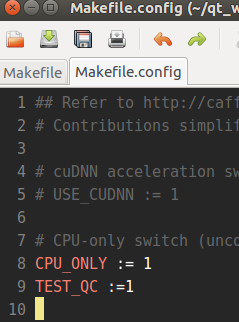 Makefile.config (~/qt_w
Makefile
Makefile.config
1 ## Refer to http://caff
2 # Contributions simplif
3
4 # cuDNN acceleration sw
5 # USE_CUDNN := 1
6
7 # CPU-only switch (unco
8 CPU_ONLY := 1
9 TEST_QC :=1
10